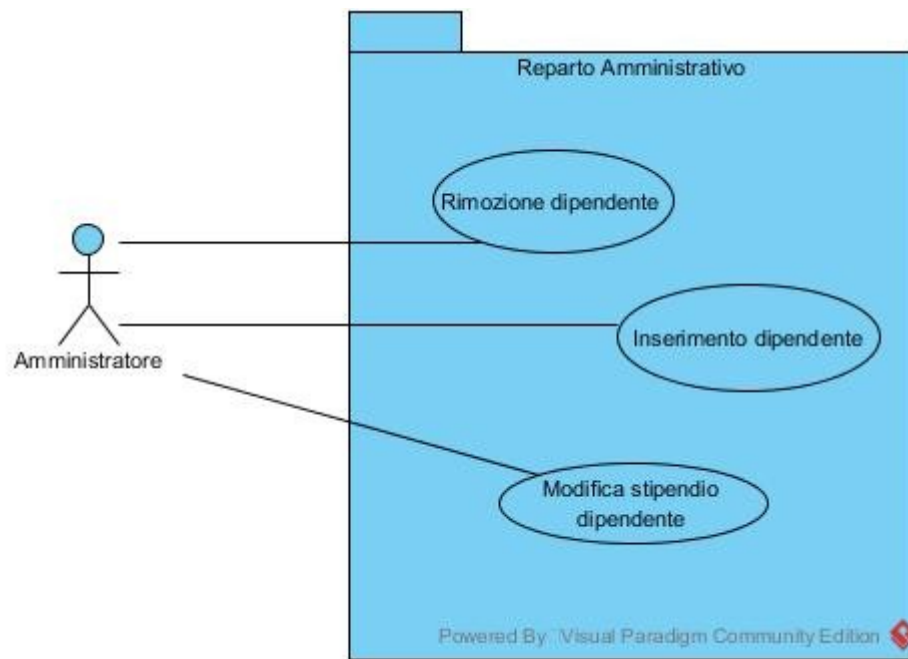 Reparto Amministrativo
Rimozione dipendente
Inserimento dipendente
Amministratore
Modifica stipendio
dipendente
Powered By Visual Paradigm Community Edition